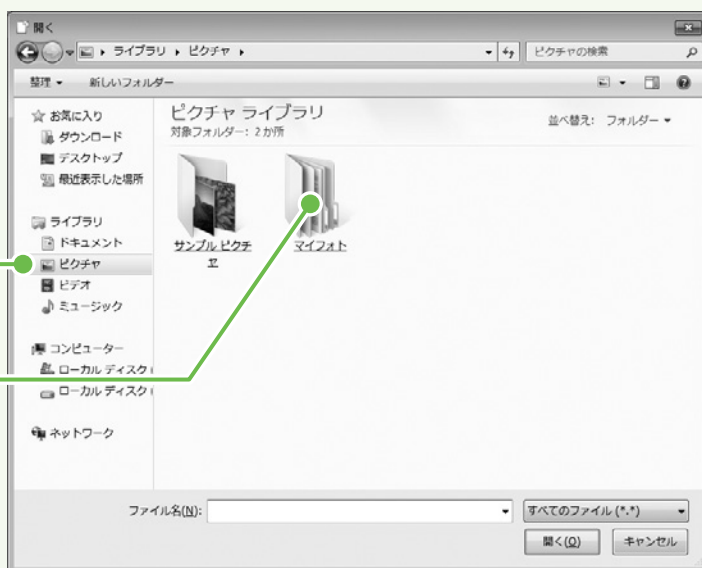 開く
ライブラリ ▸ ピクチャ ▸
ピクチャの検索
整理 ▾ 新しいフォルダー
お気に入り
ダウンロード
デスクトップ
最近表示した場所
ライブラリ
ドキュメント
ピクチャ
ビデオ
ミュージック
コンピューター
ローカル ディスク (
ローカル ディスク (
ネットワーク
ピクチャ ライブラリ
対象フォルダー: 2か所
並べ替え: フォルダー ▾
サンプル ピクチ
ャ
マイフォト
ファイル名(N):
すべてのファイル (*.*)
開く(O)
キャンセル